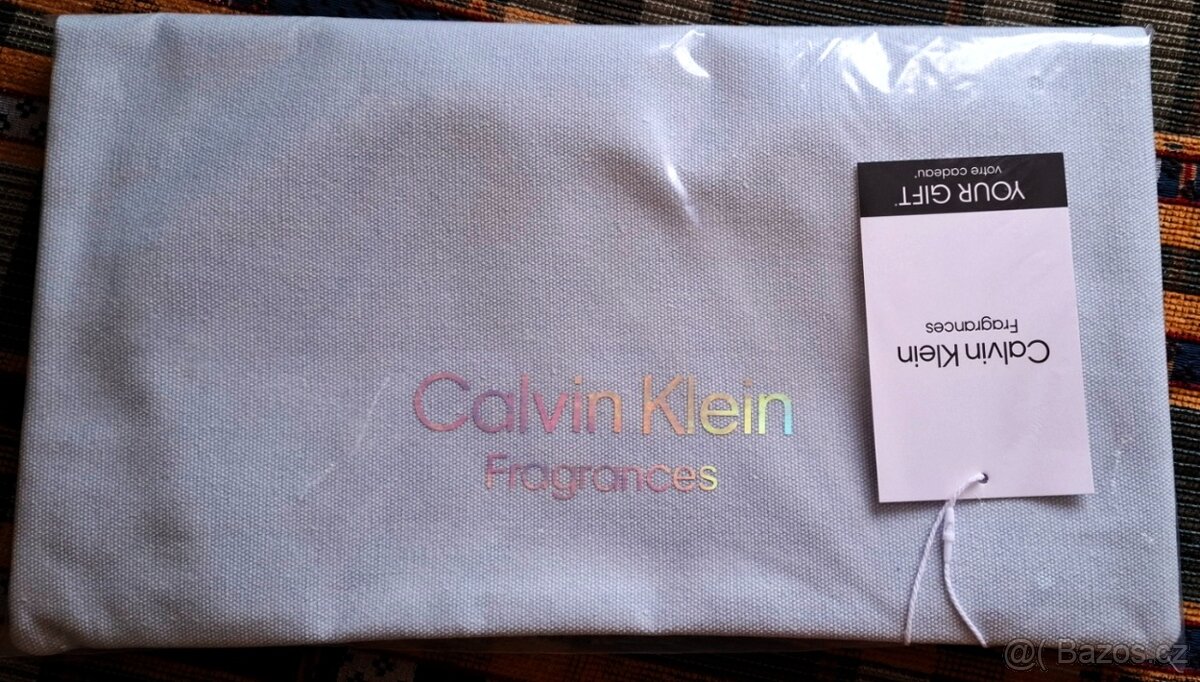 Calvin Klein
Fragrances
YOUR GIFT*
votre cadeau*
Calvin Klein
Fragrances
@( Bazos.cz